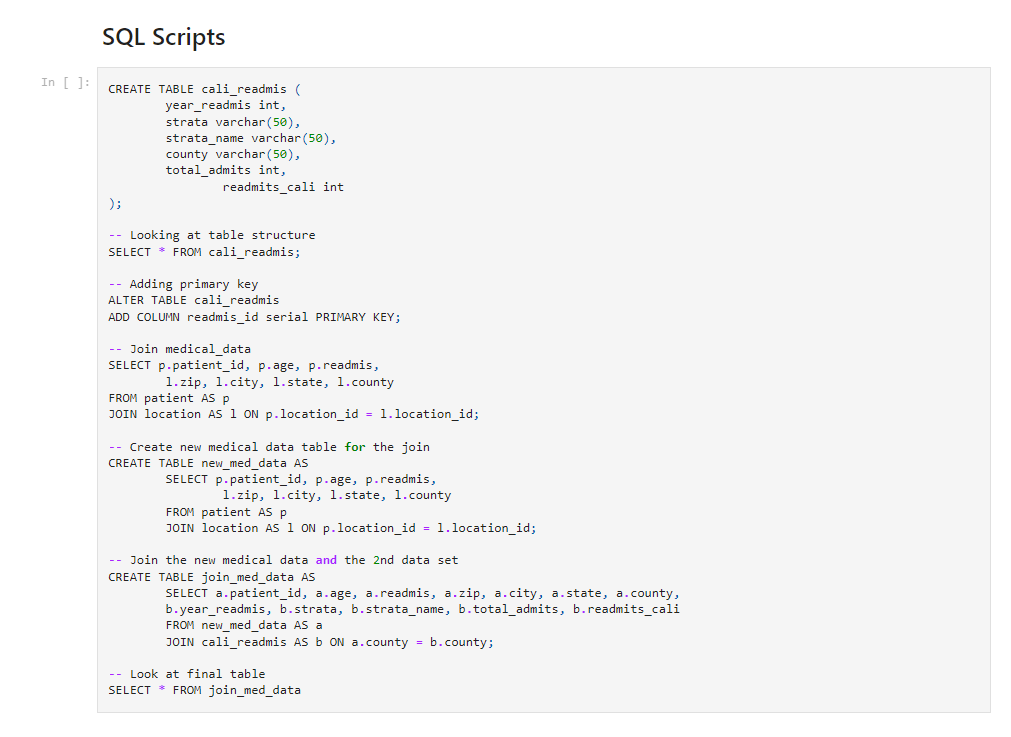 SQL Scripts
In [ ]:
CREATE TABLE cali_readmis (
year_readmis int,
strata varchar(50),
strata_name varchar(50),
county varchar(50),
total_admits int,
readmits_cali int
);
-- Looking at table structure
SELECT * FROM cali_readmis;
-- Adding primary key
ALTER TABLE cali_readmis
ADD COLUMN readmis_id serial PRIMARY KEY;
-- Join medical_data
SELECT p.patient_id, p.age, p.readmis,
l.zip, l.city, l.state, l.county
FROM patient AS p
JOIN location AS l ON p.location_id = l.location_id;
-- Create new medical data table for the join
CREATE TABLE new_med_data AS
SELECT p.patient_id, p.age, p.readmis,
l.zip, l.city, l.state, l.county
FROM patient AS p
JOIN location AS l ON p.location_id = l.location_id;
-- Join the new medical data and the 2nd data set
CREATE TABLE join_med_data AS
SELECT a.patient_id, a.age, a.readmis, a.zip, a.city, a.state, a.county,
b.year_readmis, b.strata, b.strata_name, b.total_admits, b.readmits_cali
FROM new_med_data AS a
JOIN cali_readmis AS b ON a.county = b.county;
-- Look at final table
SELECT * FROM join_med_data